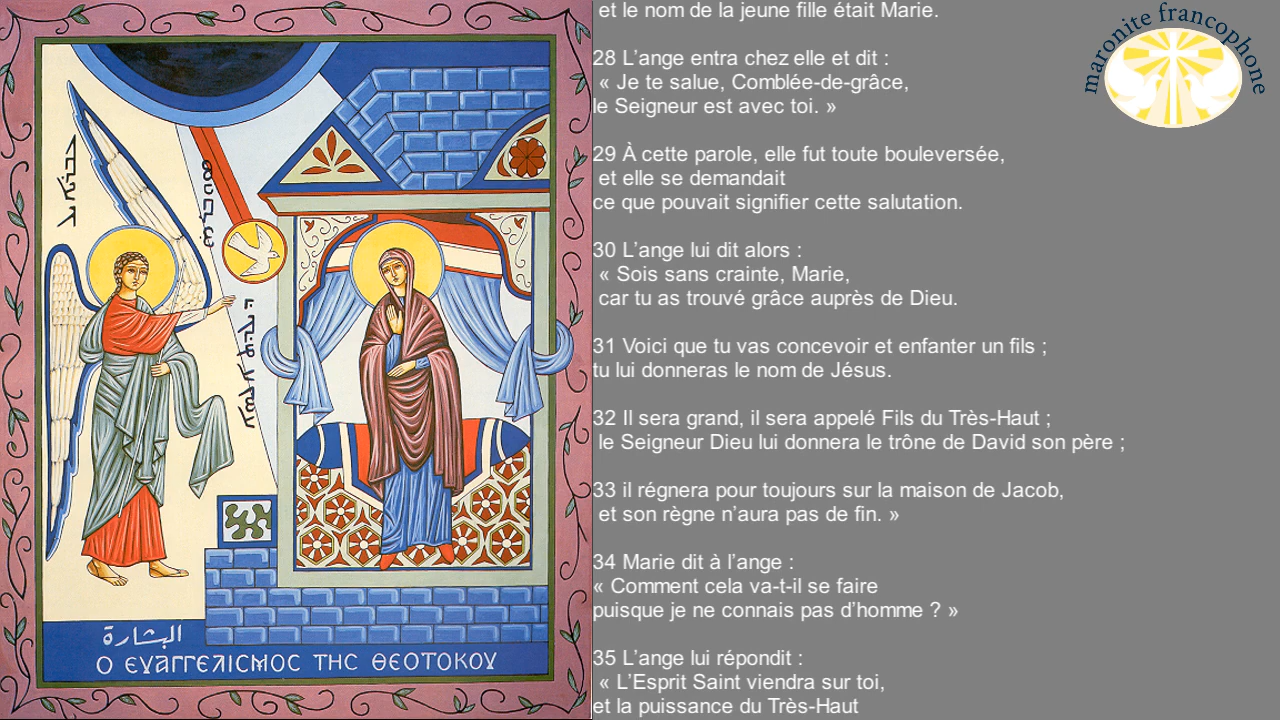 et le nom de la jeune fille était Marie.
28 L’ange entra chez elle et dit :
« Je te salue, Comblée-de-grâce,
le Seigneur est avec toi. »
29 À cette parole, elle fut toute bouleversée,
et elle se demandait
ce que pouvait signifier cette salutation.
30 L’ange lui dit alors :
« Sois sans crainte, Marie,
car tu as trouvé grâce auprès de Dieu.
31 Voici que tu vas concevoir et enfanter un fils ;
tu lui donneras le nom de Jésus.
32 Il sera grand, il sera appelé Fils du Très-Haut ;
le Seigneur Dieu lui donnera le trône de David son père ;
33 il régnera pour toujours sur la maison de Jacob,
et son règne n’aura pas de fin. »
34 Marie dit à l’ange :
« Comment cela va-t-il se faire
puisque je ne connais pas d’homme ? »
35 L’ange lui répondit :
« L’Esprit Saint viendra sur toi,
et la puissance du Très-Haut
maronite francophone
البشارة
Ο ΕΥΑΓΓΕΛΙСΜΟС ΤΗС ΘΕΟΤΟΚΟΥ